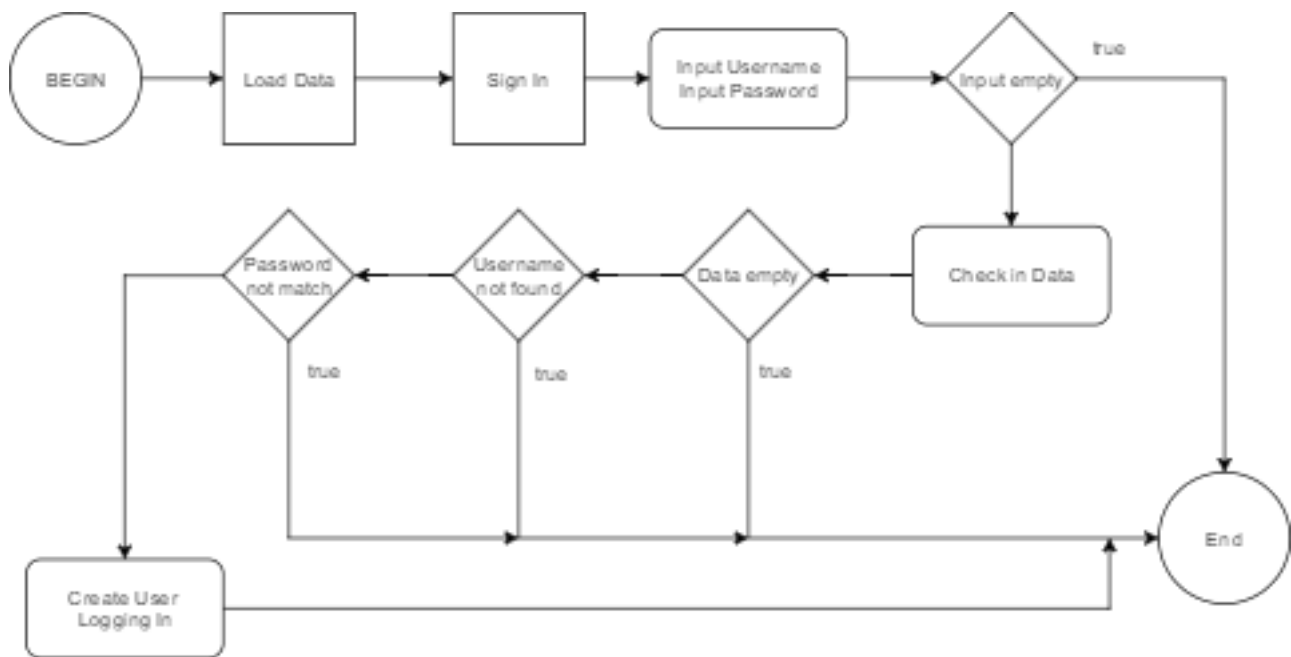 BEGIN
Load Data
Sign In
Input Username
Input Password
Input empty
true
Password
not match
Username
not found
Data empty
Check in Data
true
true
true
End
Create User
Logging In